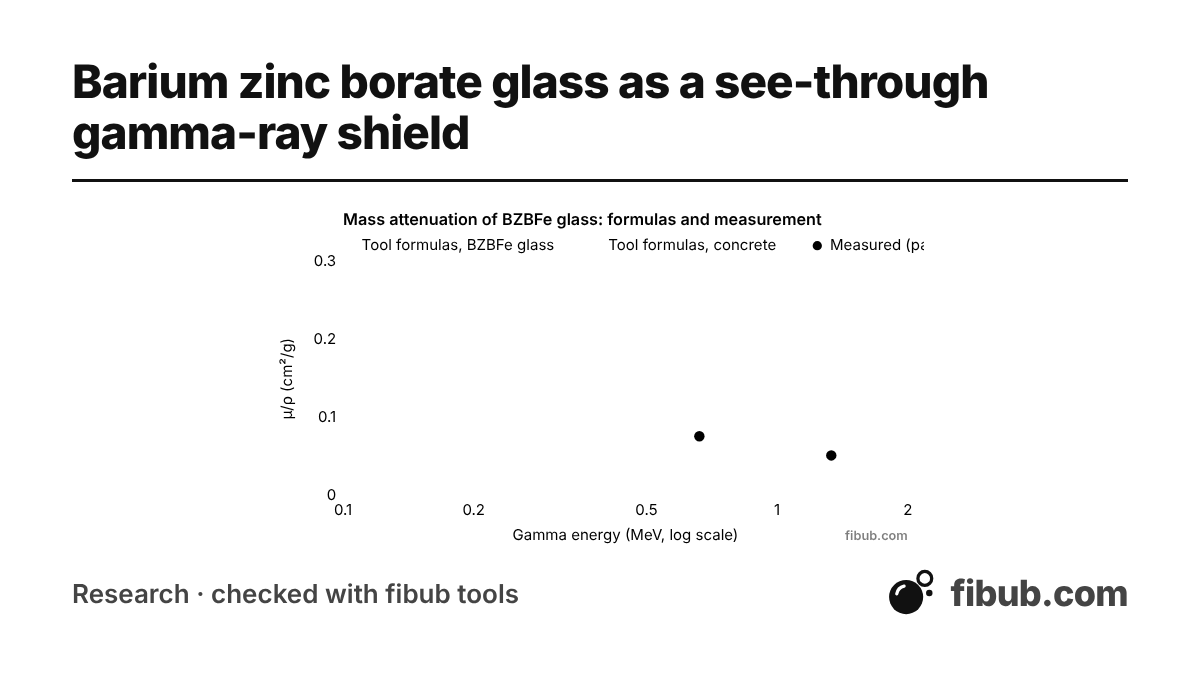 Barium zinc borate glass as a see-through
gamma-ray shield
Mass attenuation of BZBFe glass: formulas and measurement
Tool formulas, BZBFe glass Tool formulas, concrete Measured (pa
0.3
0.2
0.1
0
μ/ρ (cm²/g)
0.1 0.2 0.5 1 2
Gamma energy (MeV, log scale)
fibub.com
Research · checked with fibub tools
fibub.com